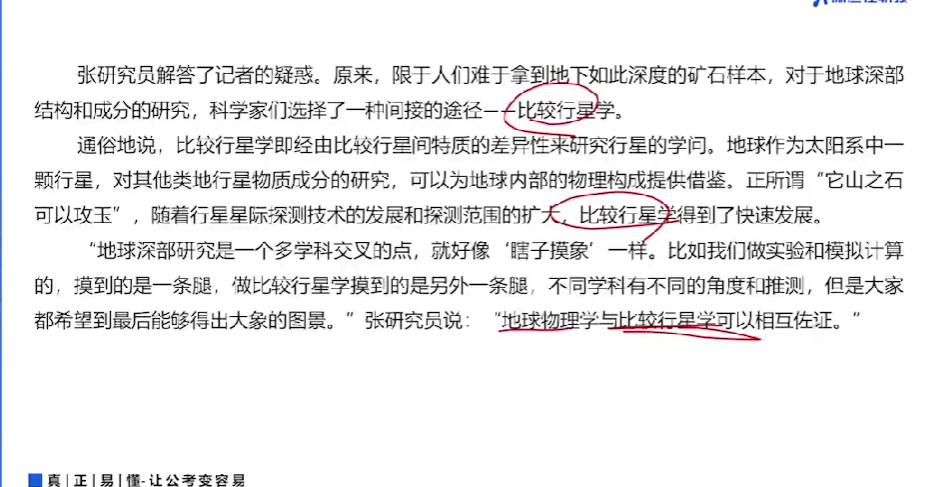 张研究员解答了记者的疑惑。原来，限于人们难于拿到地下如此深度的矿石样本，对于地球深部
结构和成分的研究，科学家们选择了一种间接的途径——比较行星学。
通俗地说，比较行星学即经由比较行星间特质的差异性来研究行星的学问。地球作为太阳系中一
颗行星，对其他类地行星物质成分的研究，可以为地球内部的物理构成提供借鉴。正所谓“它山之石
可以攻玉”，随着行星星际探测技术的发展和探测范围的扩大，比较行星学得到了快速发展。
“地球深部研究是一个多学科交叉的点，就好像‘瞎子摸象’一样。比如我们做实验和模拟计算
的，摸到的是一条腿，做比较行星学摸到的是另外一条腿，不同学科有不同的角度和推测，但是大家
都希望到最后能够得出大象的图景。”张研究员说：“地球物理学与比较行星学可以相互佐证。”
真|正|易|懂-让公考变容易